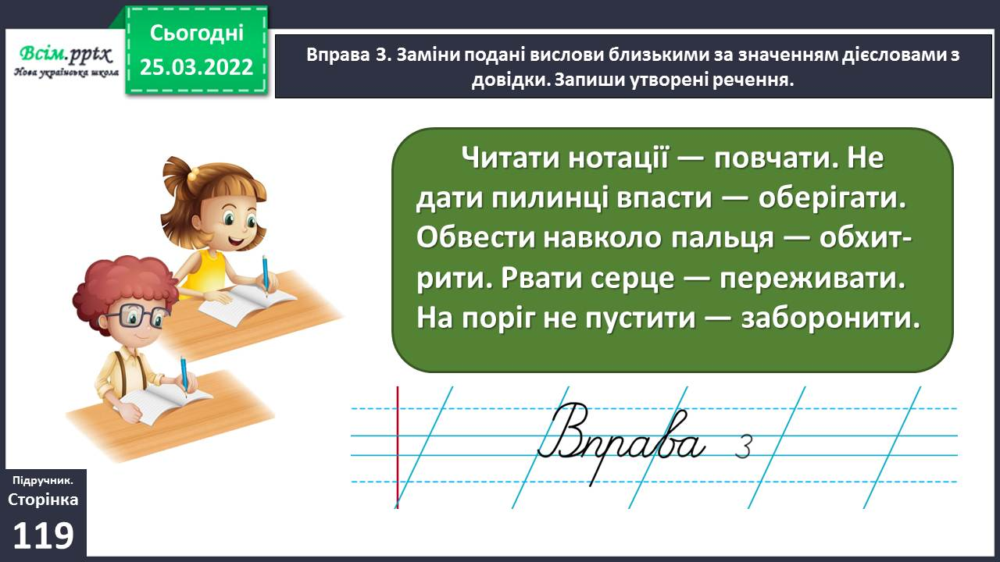 Сьогодні
25.03.2022
Всім.pptx
Нова українська школа
Вправа 3. Заміни подані вислови близькими за значенням дієсловами з
довідки. Запиши утворені речення.
Читати нотації — повчати. Не
дати пилинці впасти — оберігати.
Обвести навколо пальця — обхит-
рити. Рвати серце — переживати.
На поріг не пустити — заборонити.
Вправа 3
Підручник.
Сторінка
119